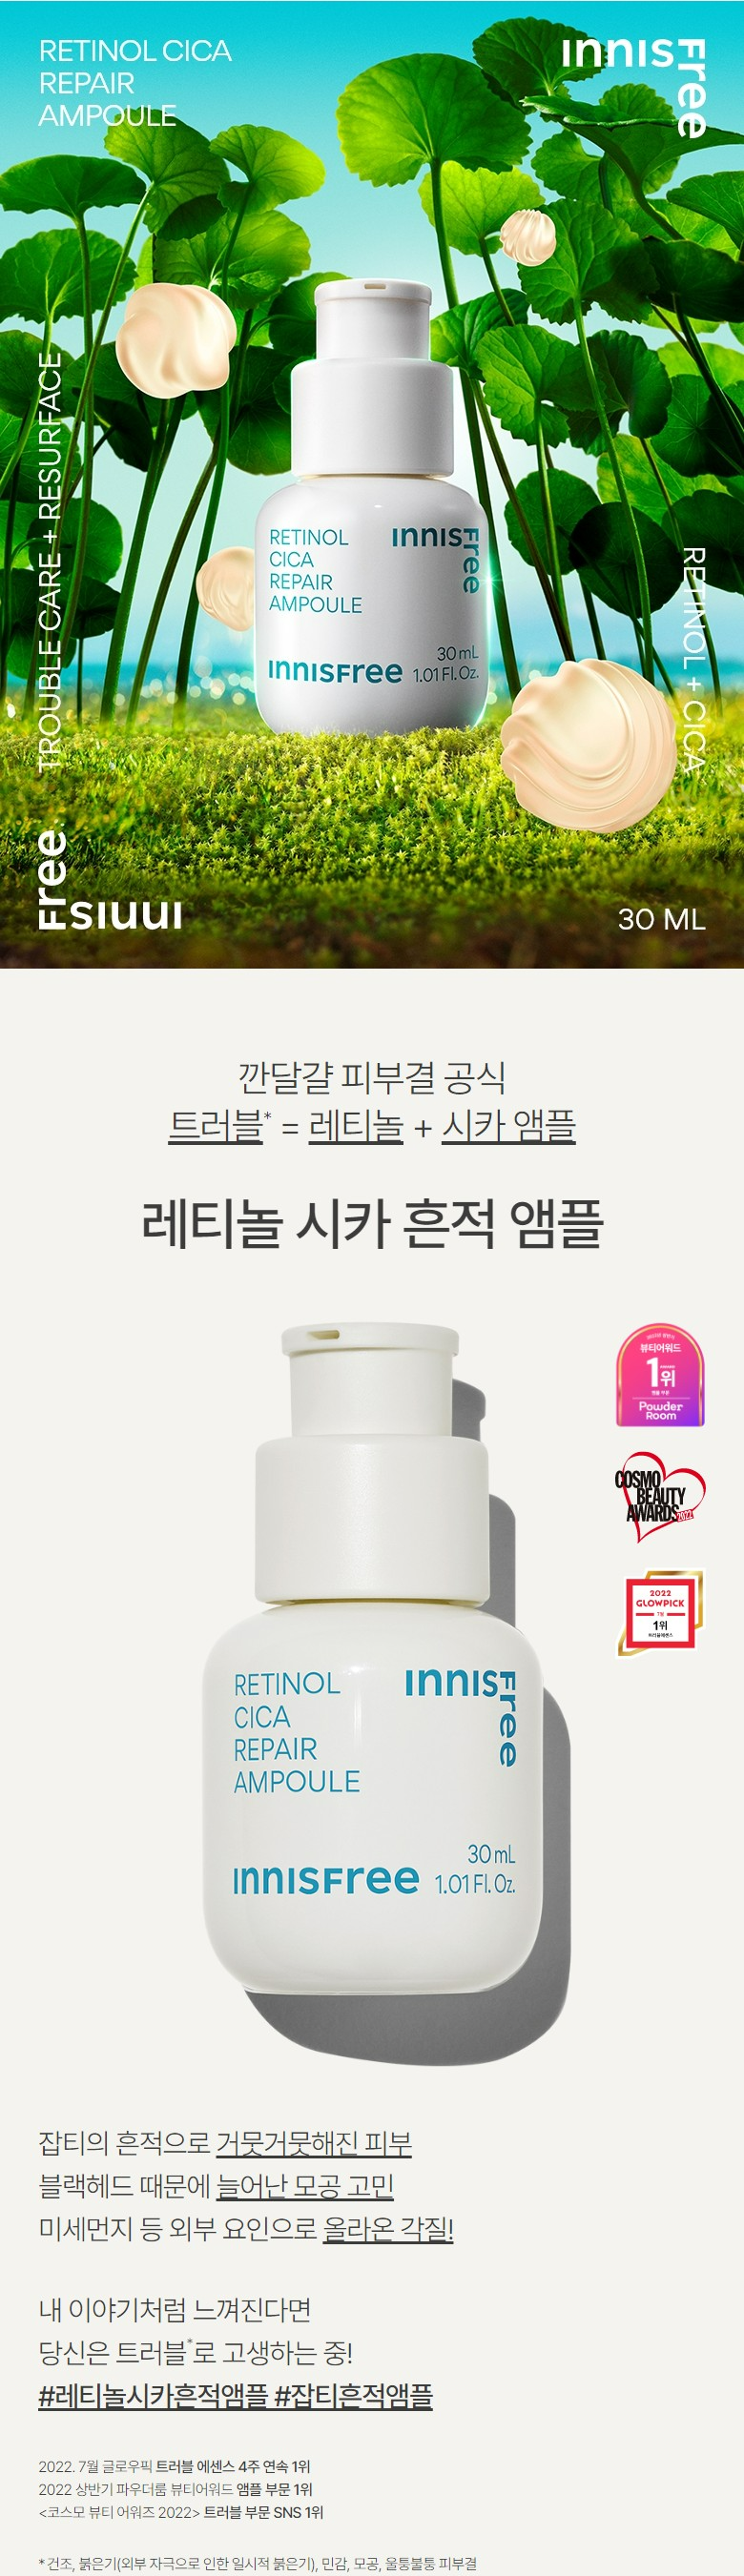 RETINOL CICA
REPAIR
AMPOULE
innisFree
TROUBLE CARE + RESURFACE
RETINOL
CICA
REPAIR
AMPOULE
innisFree
innisFree
30 mL
1.01 Fl. Oz.
RETINOL + CICA
innisFree
30 ML
깐달걀 피부결 공식
트러블* = 레티놀 + 시카 앰플
레티놀 시카 흔적 앰플
뷰티어워드
1위
Powder
Room
COSMO
BEAUTY
AWARDS 2022
2022
GLOWPICK
1위
RETINOL
CICA
REPAIR
AMPOULE
innisFree
innisFree
30 mL
1.01 Fl. Oz.
잡티의 흔적으로 거뭇거뭇해진 피부
블랙헤드 때문에 늘어난 모공 고민
미세먼지 등 외부 요인으로 올라온 각질!
내 이야기처럼 느껴진다면
당신은 트러블*로 고생하는 중!
#레티놀시카흔적앰플 #잡티흔적앰플
2022. 7월 글로우픽 트러블 에센스 4주 연속 1위
2022 상반기 파우더룸 뷰티어워드 앰플 부문 1위
<코스모 뷰티 어워즈 2022> 트러블 부문 SNS 1위
* 건조, 붉은기(외부 자극으로 인한 일시적 붉은기), 민감, 모공, 울퉁불퉁 피부결